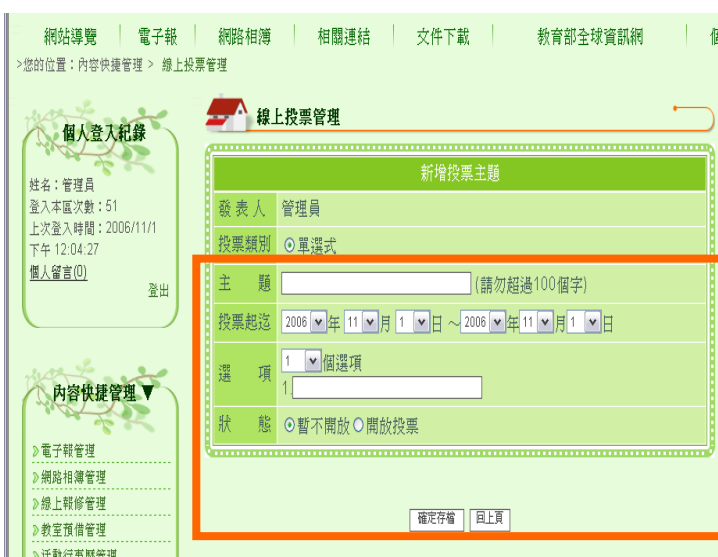 網站導覽 電子報 網路相簿 相關連結 文件下載 教育部全球資訊網
>您的位置：內容快捷管理 > 線上投票管理
個人登入紀錄
姓名：管理員
登入本區次數：51
上次登入時間：2006/11/1
下午 12:04:27
個人留言(0)
登出
內容快捷管理▼
電子報管理
網路相簿管理
線上報修管理
教室預借管理
活動行事曆管理
線上投票管理
新增投票主題
發 表 人 管理員
投票類別 單選式
主 題 (請勿超過100個字)
投票起迄 2006 年 11 月 1 日 ～ 2006 年 11 月 1 日
選 項 1 個選項
1.
狀 態 暫不開放 開放投票
確定存檔 回上頁